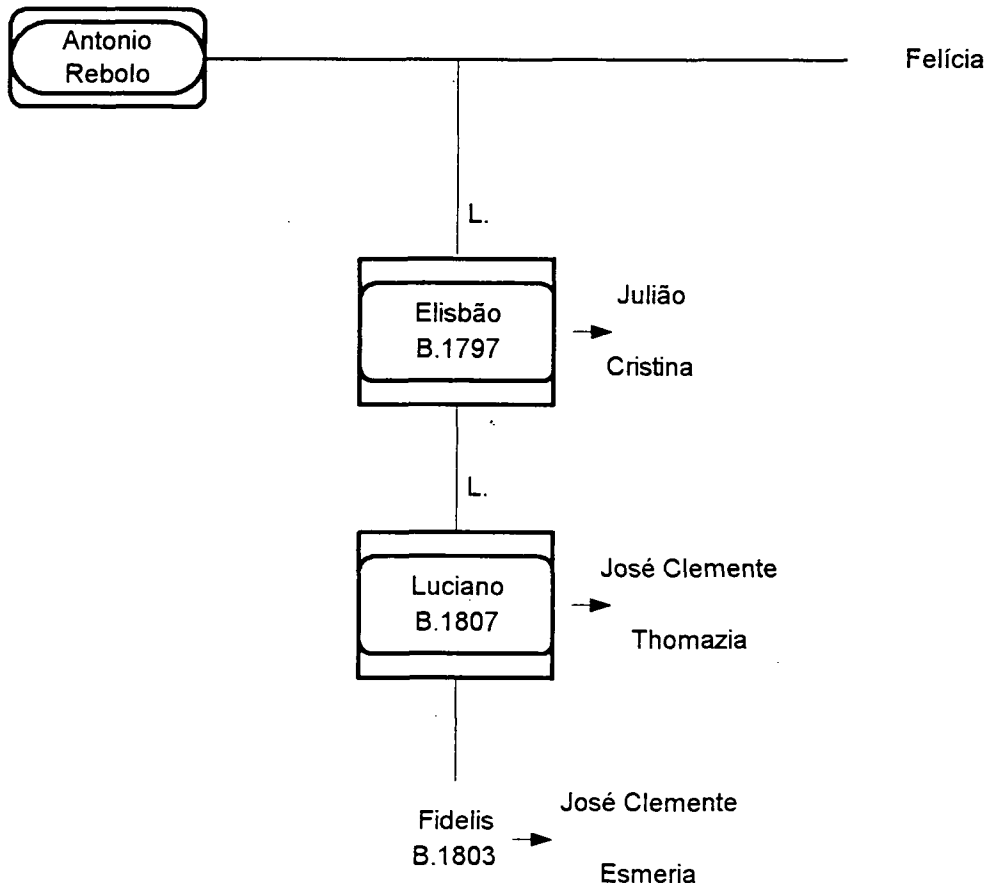 Antonio
Rebolo
Felícia
L.
Elisbão
B.1797
Julião
Cristina
L.
Luciano
B.1807
José Clemente
Thomazia
Fidelis
B.1803
José Clemente
Esmeria